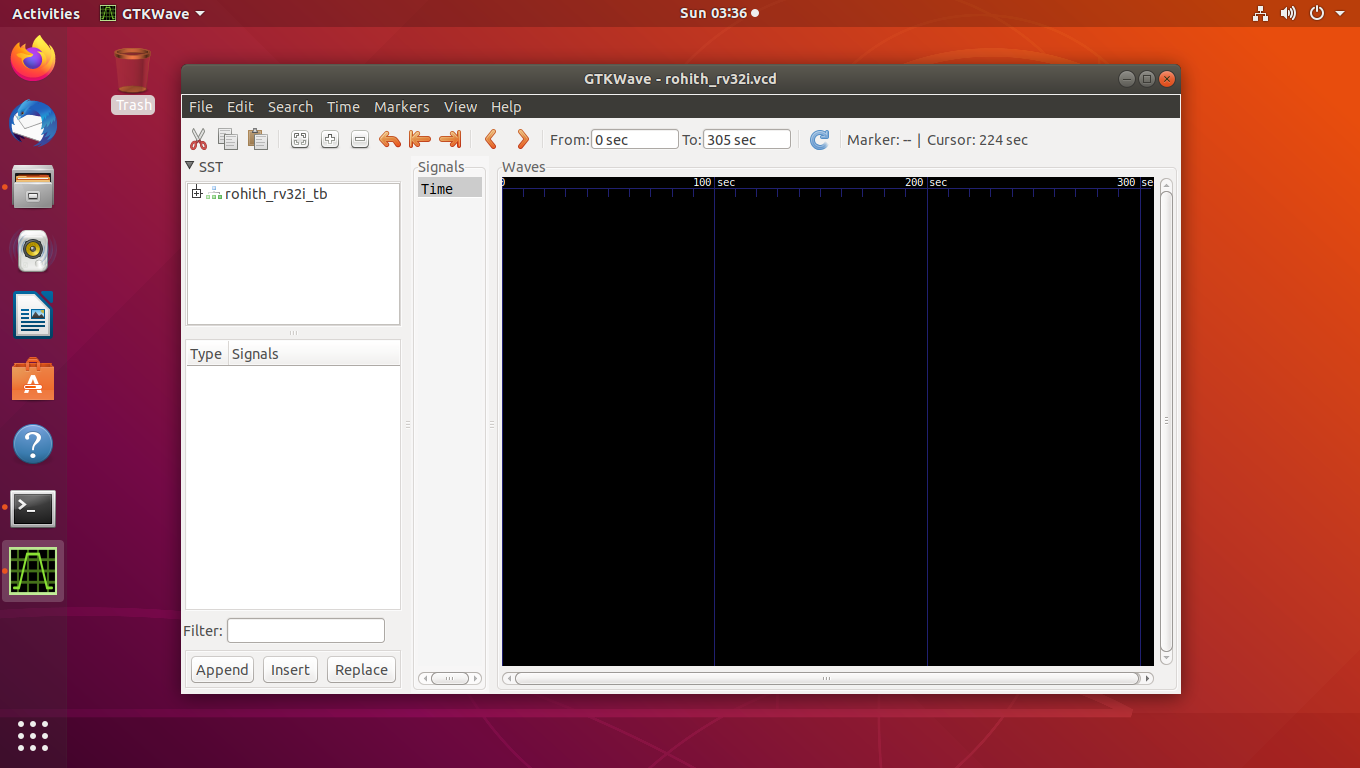 Activities GTKWave Sun 03:36
Trash
GTKWave - rohith_rv32i.vcd
File Edit Search Time Markers View Help
From: 0 sec To: 305 sec Marker: -- | Cursor: 224 sec
SST Signals Waves
rohith_rv32i_tb Time 0 100 sec 200 sec 300 se
Type Signals
Filter:
Append Insert Replace